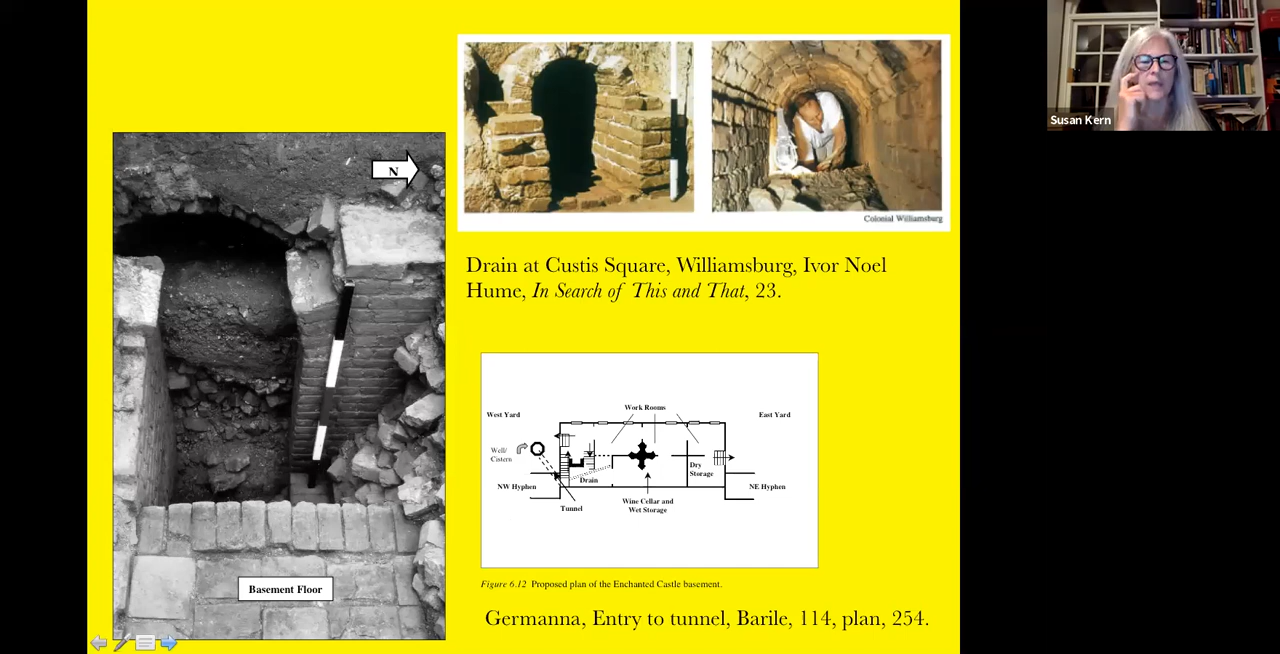 N
Basement Floor
Colonial Williamsburg
Drain at Custis Square, Williamsburg, Ivor Noel
Hume, In Search of This and That, 23.
West Yard
Work Rooms
East Yard
Well/
Cistern
Dry
Storage
Drain
NW Hyphen
NE Hyphen
Tunnel
Wine Cellar and
Wet Storage
Figure 6.12 Proposed plan of the Enchanted Castle basement.
Germanna, Entry to tunnel, Barile, 114, plan, 254.
Susan Kern